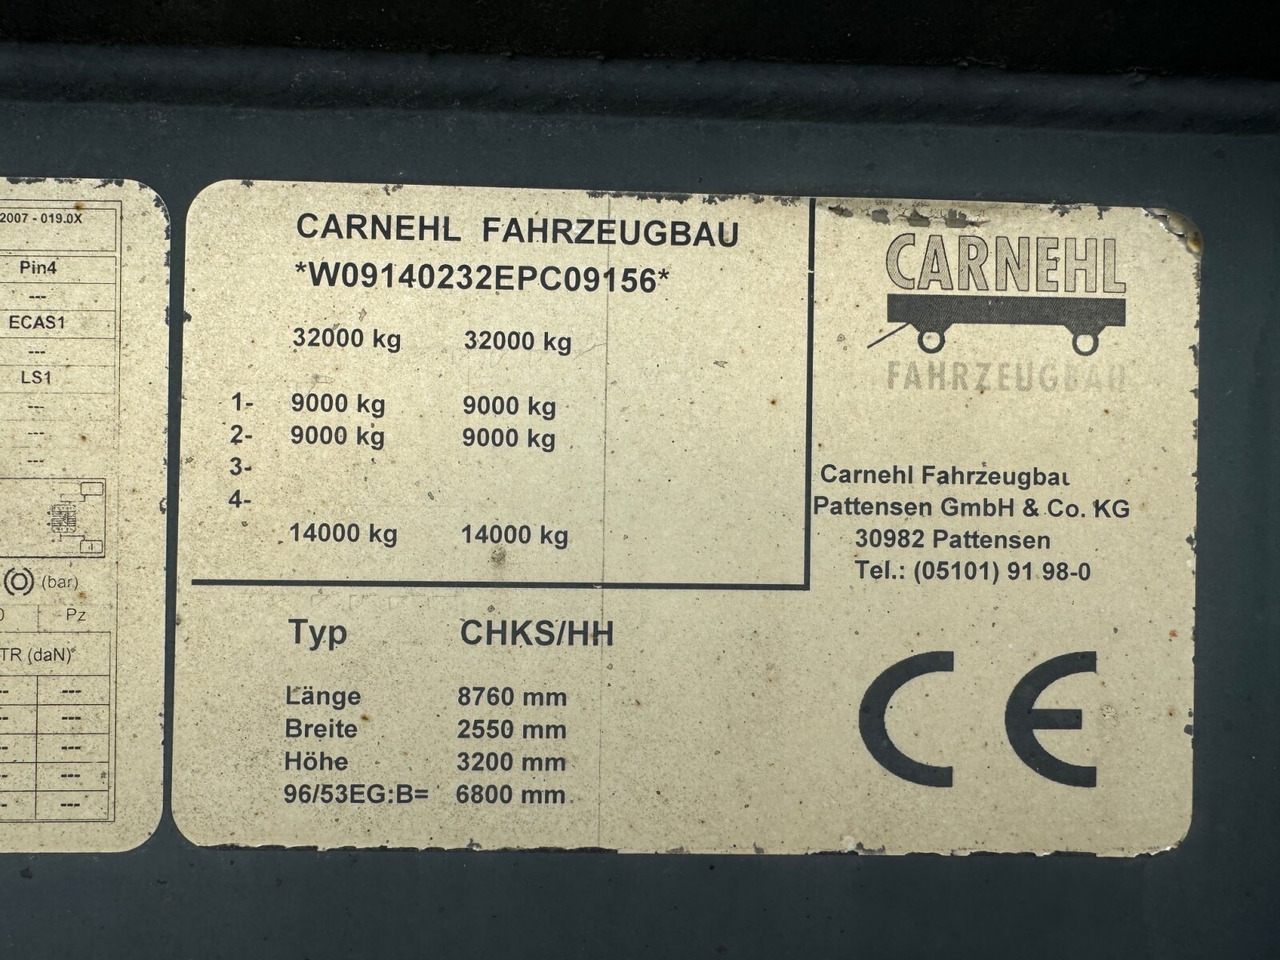 2007 - 019.0X
Pin4
---
ECAS1
---
LS1
---
---
---
(bar)
Pz
TR (daN)
---
---
---
---
---
CARNEHL FAHRZEUGBAU
*W09140232EPC09156*
32000 kg 32000 kg
1- 9000 kg 9000 kg
2- 9000 kg 9000 kg
3-
4-
14000 kg 14000 kg
Typ CHKS/HH
Länge 8760 mm
Breite 2550 mm
Höhe 3200 mm
96/53EG:B= 6800 mm
CARNEHL
FAHRZEUGBAU
Carnehl Fahrzeugbau
Pattensen GmbH & Co. KG
30982 Pattensen
Tel.: (05101) 91 98-0
CE